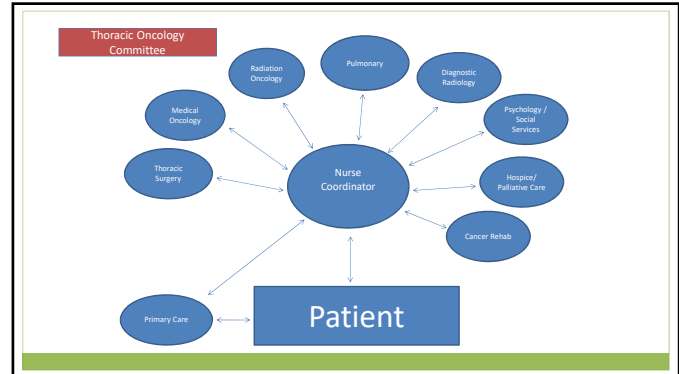 Thoracic Oncology
Committee
Pulmonary
Radiation
Oncology
Diagnostic
Radiology
Medical
Oncology
Psychology /
Social
Services
Thoracic
Surgery
Nurse
Coordinator
Hospice/
Palliative Care
Cancer Rehab
Primary Care
Patient